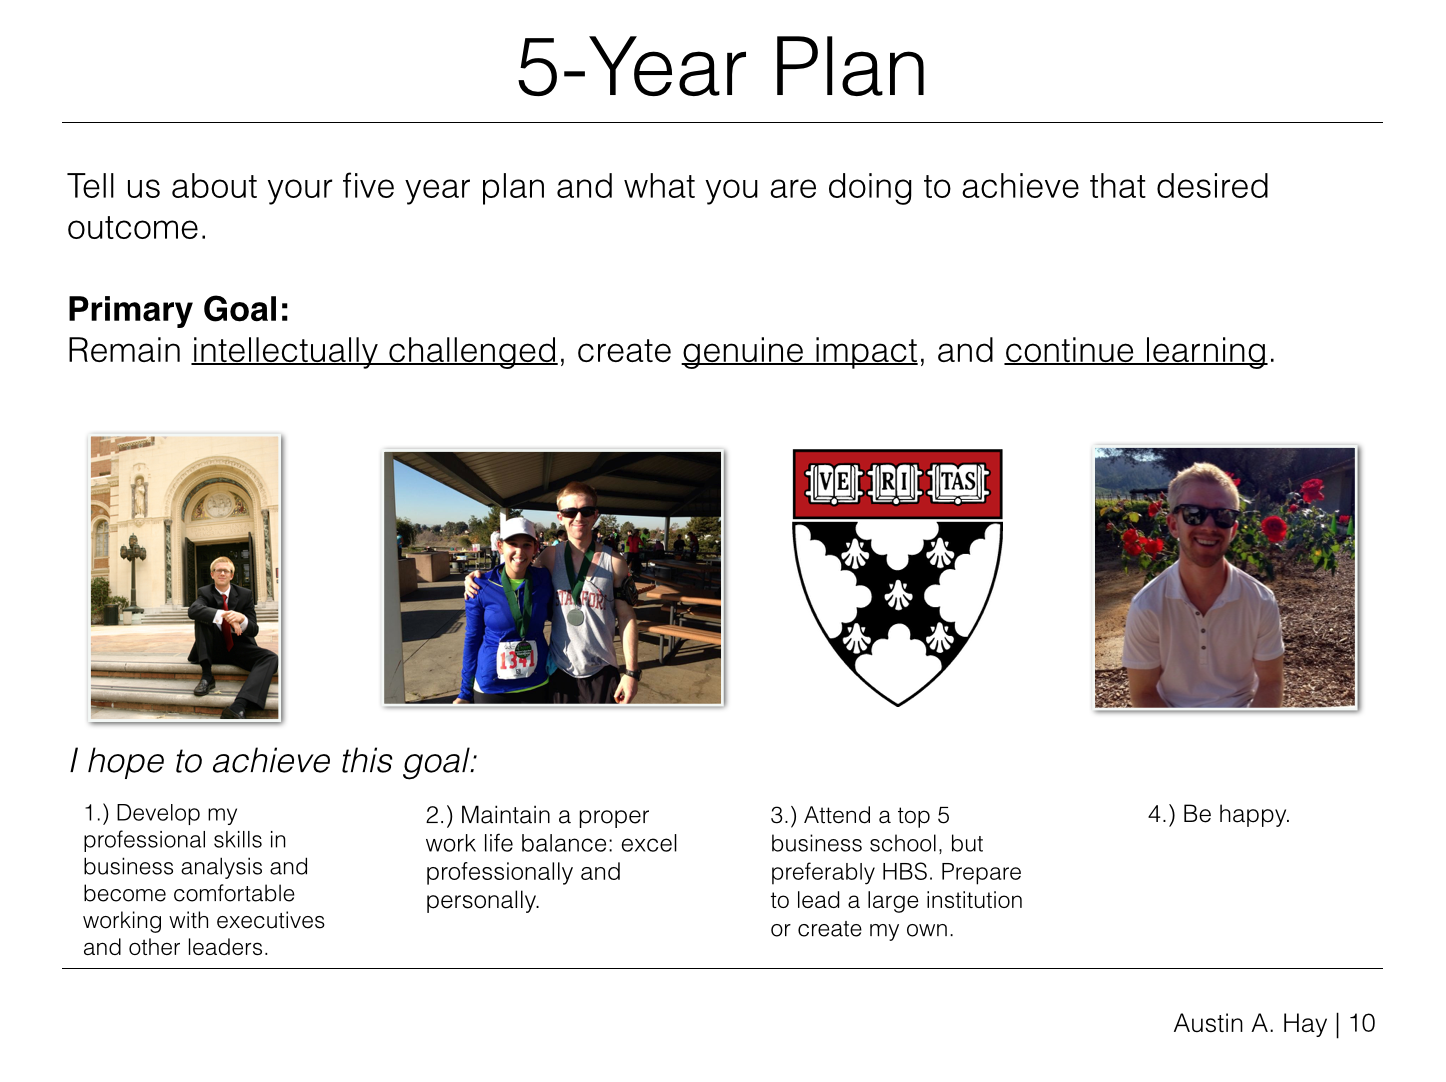 5-Year Plan
Tell us about your five year plan and what you are doing to achieve that desired
outcome.
Primary Goal:
Remain intellectually challenged, create genuine impact, and continue learning.
VE RI TAS
1341
I hope to achieve this goal:
1.) Develop my
professional skills in
business analysis and
become comfortable
working with executives
and other leaders.
2.) Maintain a proper
work life balance: excel
professionally and
personally.
3.) Attend a top 5
business school, but
preferably HBS. Prepare
to lead a large institution
or create my own.
4.) Be happy.
Austin A. Hay | 10